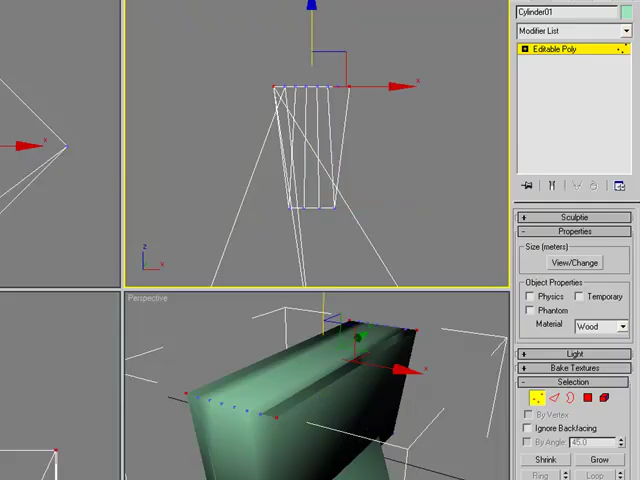 Cylinder01
Modifier List
Editable Poly
x
x
z
x
Sculptie
Properties
Size (meters)
View/Change
Object Properties
Physics Temporary
Phantom
Material Wood
Light
Bake Textures
Selection
By Vertex
Ignore Backfacing
By Angle: 45.0
Shrink Grow
Ring Loop
Perspective
x